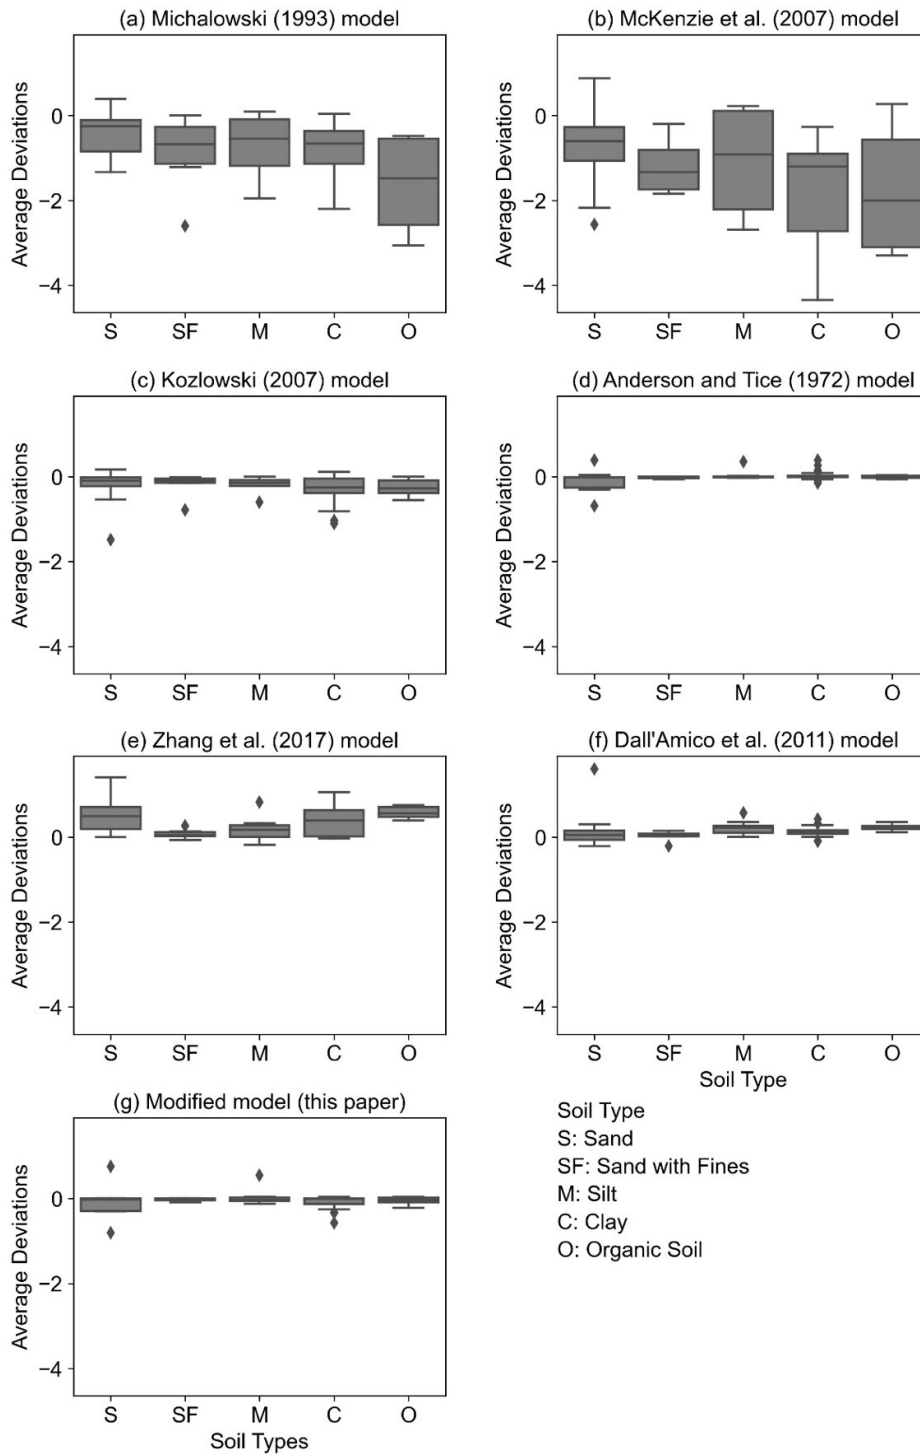 (a) Michalowski (1993) model
Average Deviations
0
−2
−4
S SF M C O
(b) McKenzie et al. (2007) model
Average Deviations
0
−2
−4
S SF M C O
(c) Kozlowski (2007) model
Average Deviations
0
−2
−4
S SF M C O
(d) Anderson and Tice (1972) model
Average Deviations
0
−2
−4
S SF M C O
(e) Zhang et al. (2017) model
Average Deviations
0
−2
−4
S SF M C O
(f) Dall'Amico et al. (2011) model
Average Deviations
0
−2
−4
S SF M C O
Soil Type
(g) Modified model (this paper)
Average Deviations
0
−2
−4
S SF M C O
Soil Types
Soil Type
S: Sand
SF: Sand with Fines
M: Silt
C: Clay
O: Organic Soil